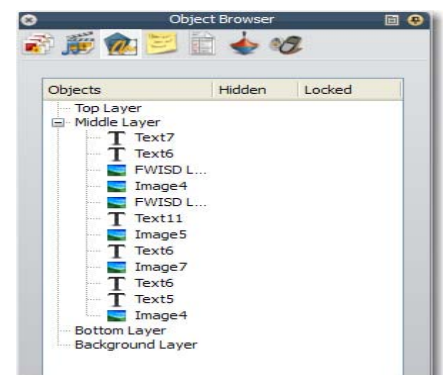 Object Browser
Objects Hidden Locked
Top Layer
Middle Layer
Text7
Text6
FWISD L...
Image4
FWISD L...
Text11
Image5
Text6
Image7
Text6
Text5
Image4
Bottom Layer
Background Layer